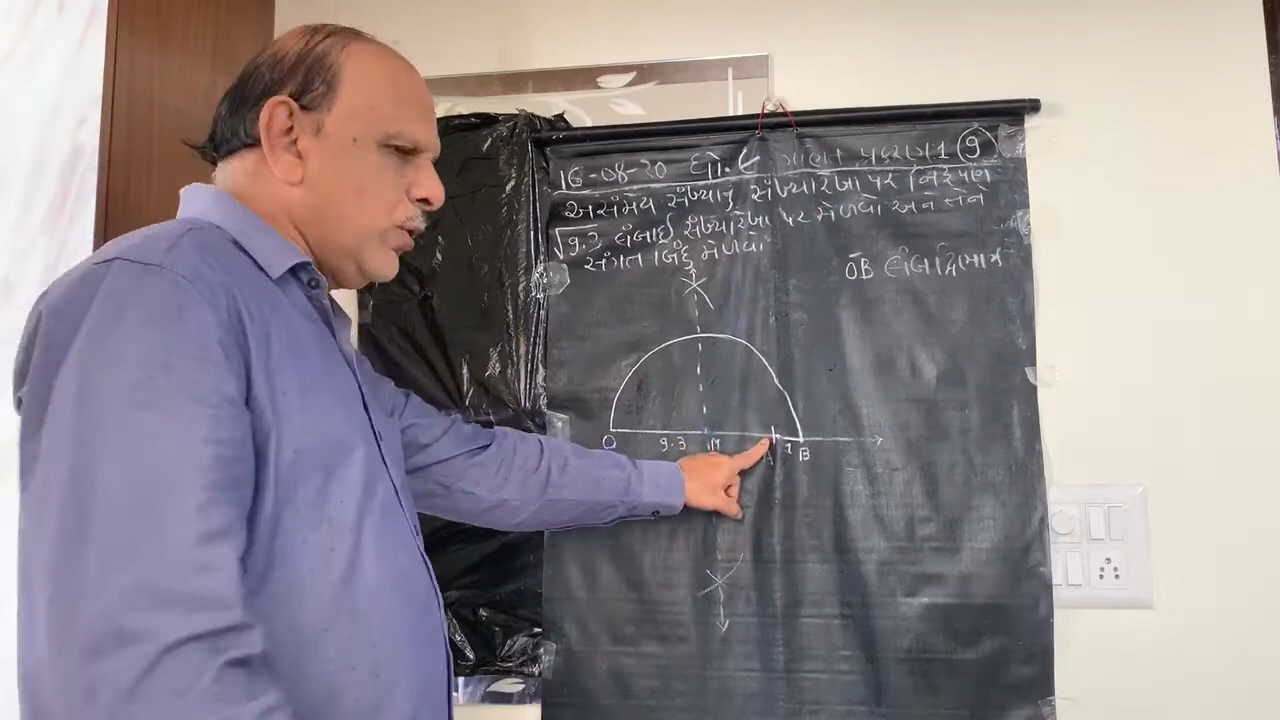 16-08-20 ધો. ૯ ગણિત પ્રકરણ 1 (9)
અસંમેય સંખ્યાનું સંખ્યારેખા પર નિરૂપણ
√9.3 લંબાઈ સંખ્યારેખા પર મેળવો અને તેને
સંગત બિંદુ મેળવો
OB લંબદ્વિભાજક
O 9.3 M A 1 B